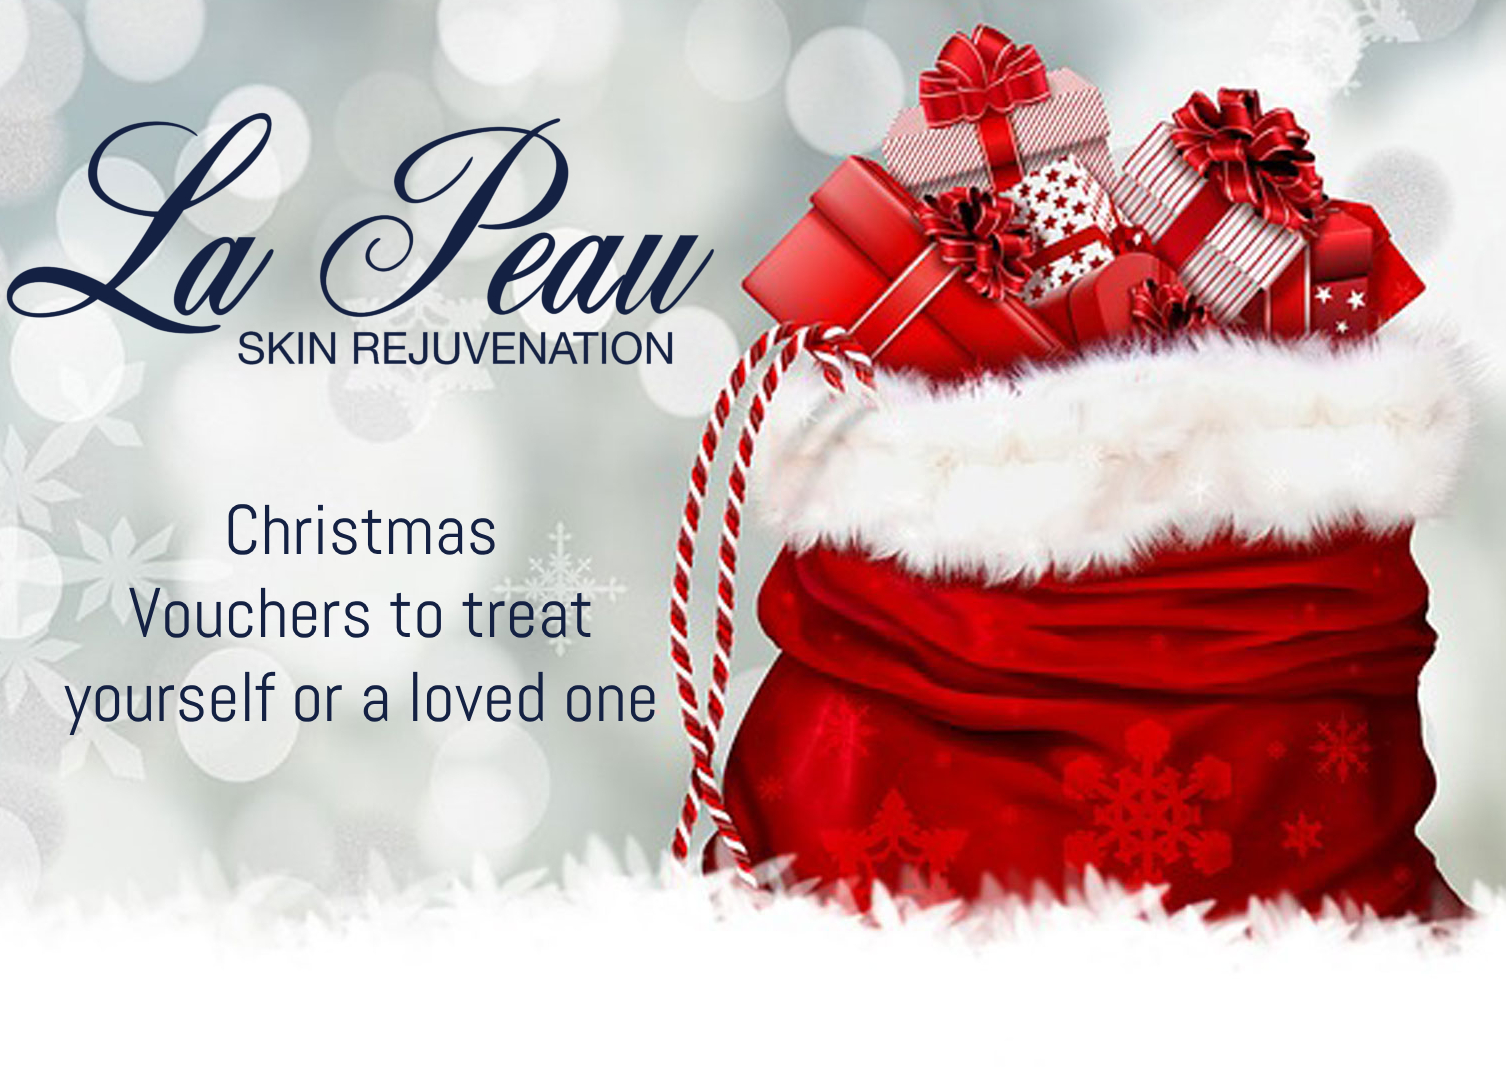 La Peau
SKIN REJUVENATION
Christmas
Vouchers to treat
yourself or a loved one